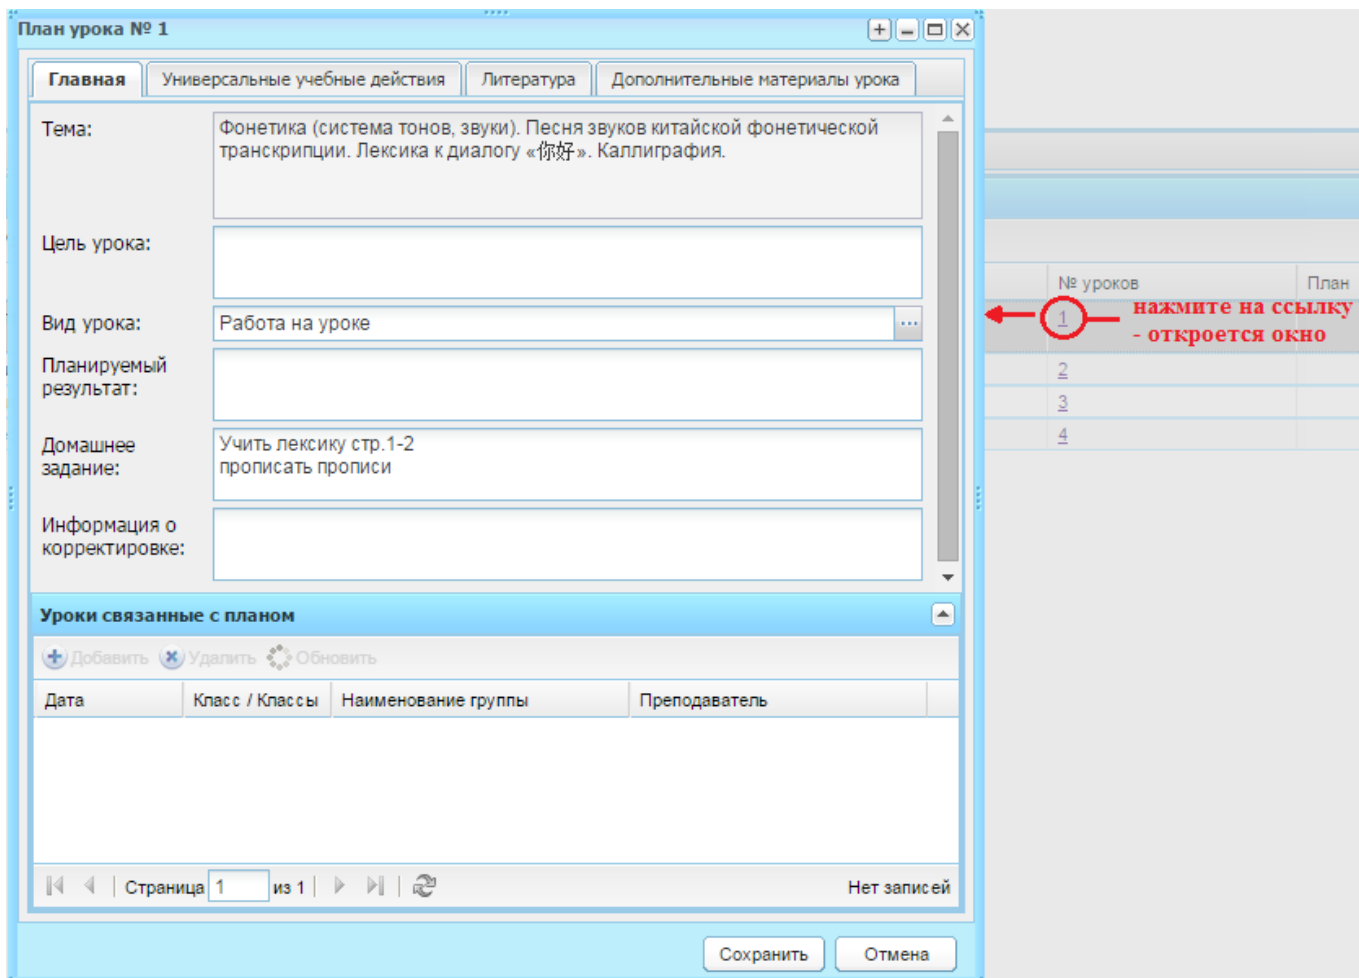 План урока № 1
Главная
Универсальные учебные действия
Литература
Дополнительные материалы урока
Тема:
Фонетика (система тонов, звуки). Песня звуков китайской фонетической
транскрипции. Лексика к диалогу «你好». Каллиграфия.
Цель урока:
Вид урока:
Работа на уроке
...
Планируемый
результат:
Домашнее
задание:
Учить лексику стр.1-2
прописать прописи
Информация о
корректировке:
Уроки связанные с планом
Добавить
Удалить
Обновить
Дата
Класс / Классы
Наименование группы
Преподаватель
Страница 1 из 1
Нет записей
Сохранить
Отмена
№ уроков
План
1
нажмите на ссылку
- откроется окно
2
3
4